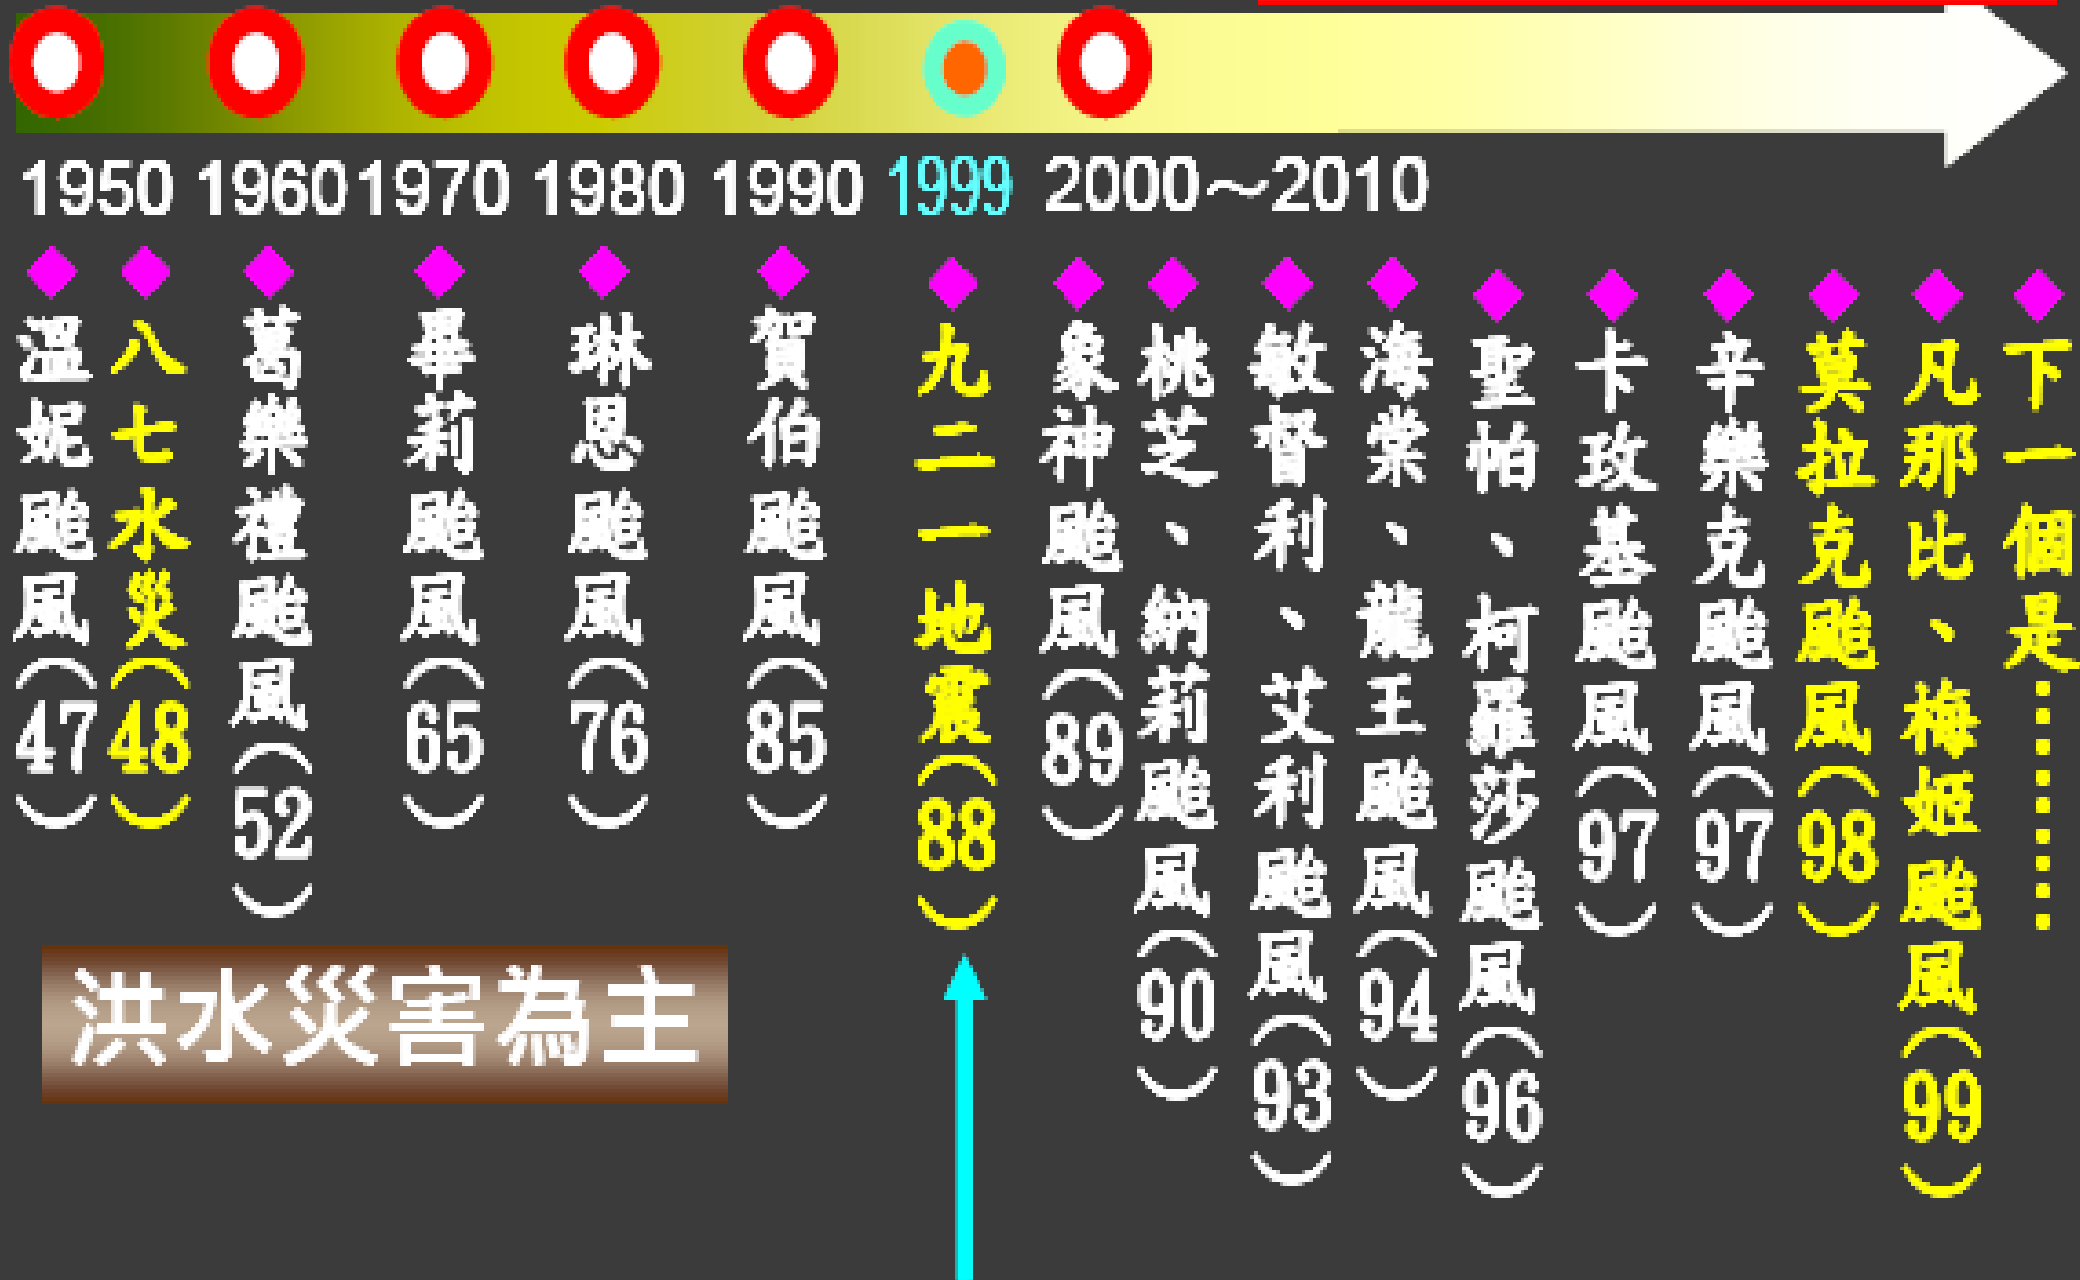 1950 1960 1970 1980 1990 1999 2000～2010
溫妮颱風(47)
八七水災(48)
葛樂禮颱風(52)
畢莉颱風(65)
琳恩颱風(76)
賀伯颱風(85)
九二一地震(88)
象神颱風(89)
桃芝、納莉颱風(90)
敏督利、艾利颱風(93)
海棠、龍王颱風(94)
聖帕、柯羅莎颱風(96)
卡玫基颱風(97)
辛樂克颱風(97)
莫拉克颱風(98)
凡那比、梅姬颱風(99)
下一個是⋯⋯⋯
洪水災害為主